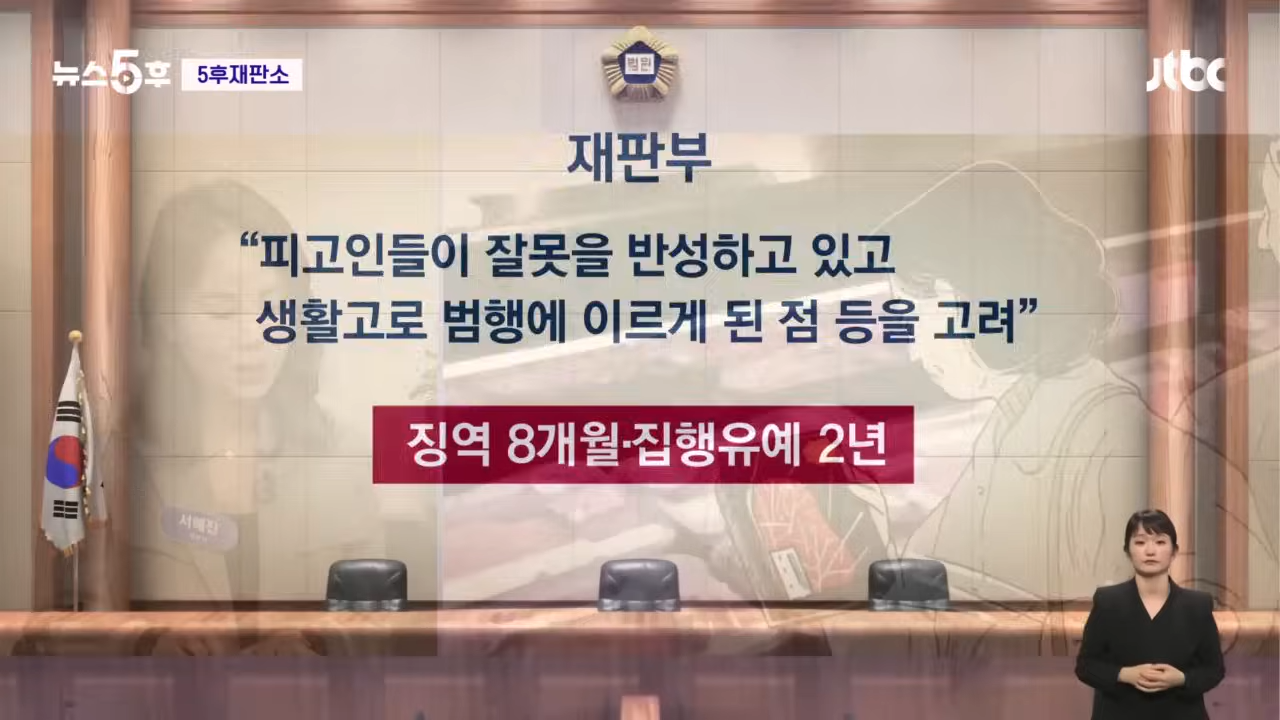 뉴스5후
5후재판소
jtbc
법원
재판부
“피고인들이 잘못을 반성하고 있고
생활고로 범행에 이르게 된 점 등을 고려”
징역 8개월·집행유예 2년
서혜진